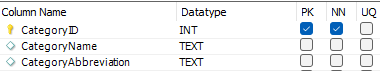 Column Name Datatype PK NN UQ
CategoryID INT
CategoryName TEXT
CategoryAbbreviation TEXT